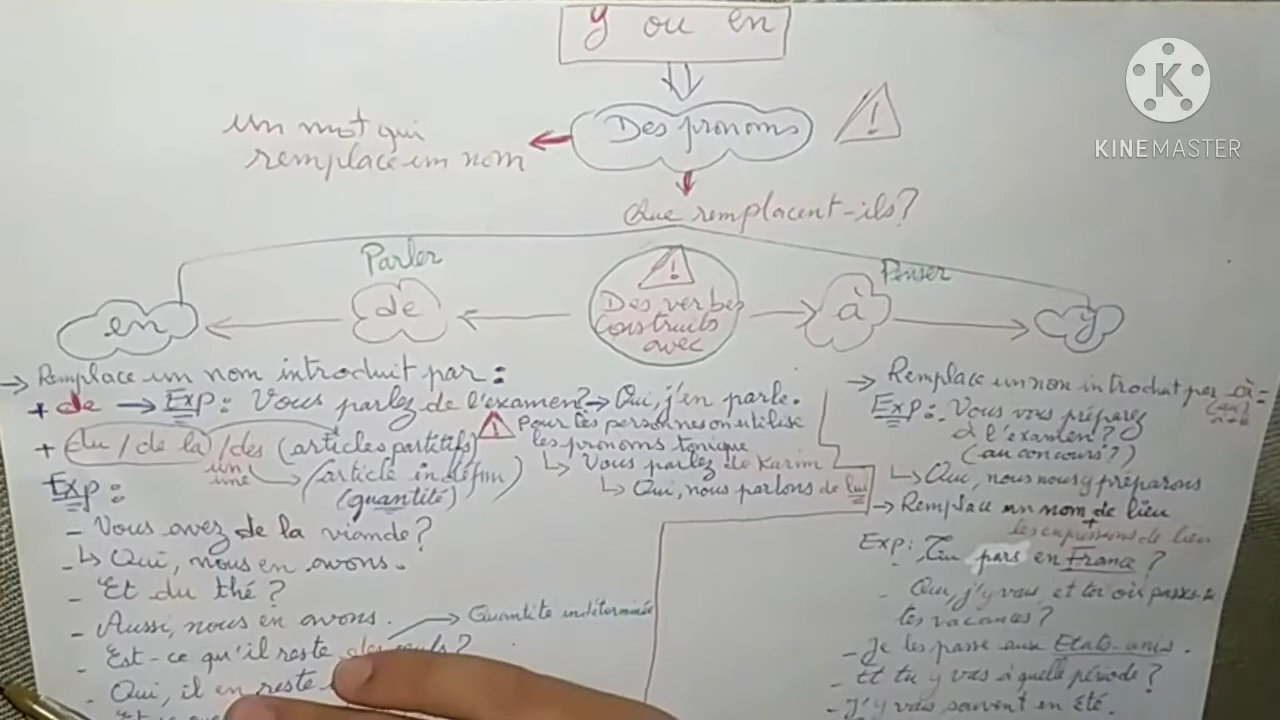 y ou en
Des pronoms
un mot qui
remplace un nom
K
KINEMASTER
Que remplacent-ils?
Parler
Penser
en
de
Des verbes
construits
avec
à
y
→ Remplace un nom introduit par :
+ de → Exp: Vous parlez de l'examen? → Oui, j'en parle.
+ du / de la / des (articles partitifs)
un
une
(article indéfini)
(quantité)
Pour les personnes on utilise
les pronoms tonique
↳ Vous parlez de Karim
↳ Oui, nous parlons de lui
Exp:
- Vous avez de la viande?
- ↳ Oui, nous en avons.
- Et du thé?
- Aussi, nous en avons.
→ Quantité indéterminée
- Est-ce qu'il reste des
- Oui, il en reste
→ Remplace un nom introduit par à =
Exp: - Vous vous préparez
à l'examen?
(au concours?)
↳ Oui, nous nous y préparons
→ Remplace un nom de lieu
+
les expressions de lieu
Exp: Tu pars en France?
- Oui, j'y vais et toi où passes-tu
tes vacances?
- Je les passe aux Etats-unis.
- Et tu y vas à quelle période?
- J'y vais souvent en été.